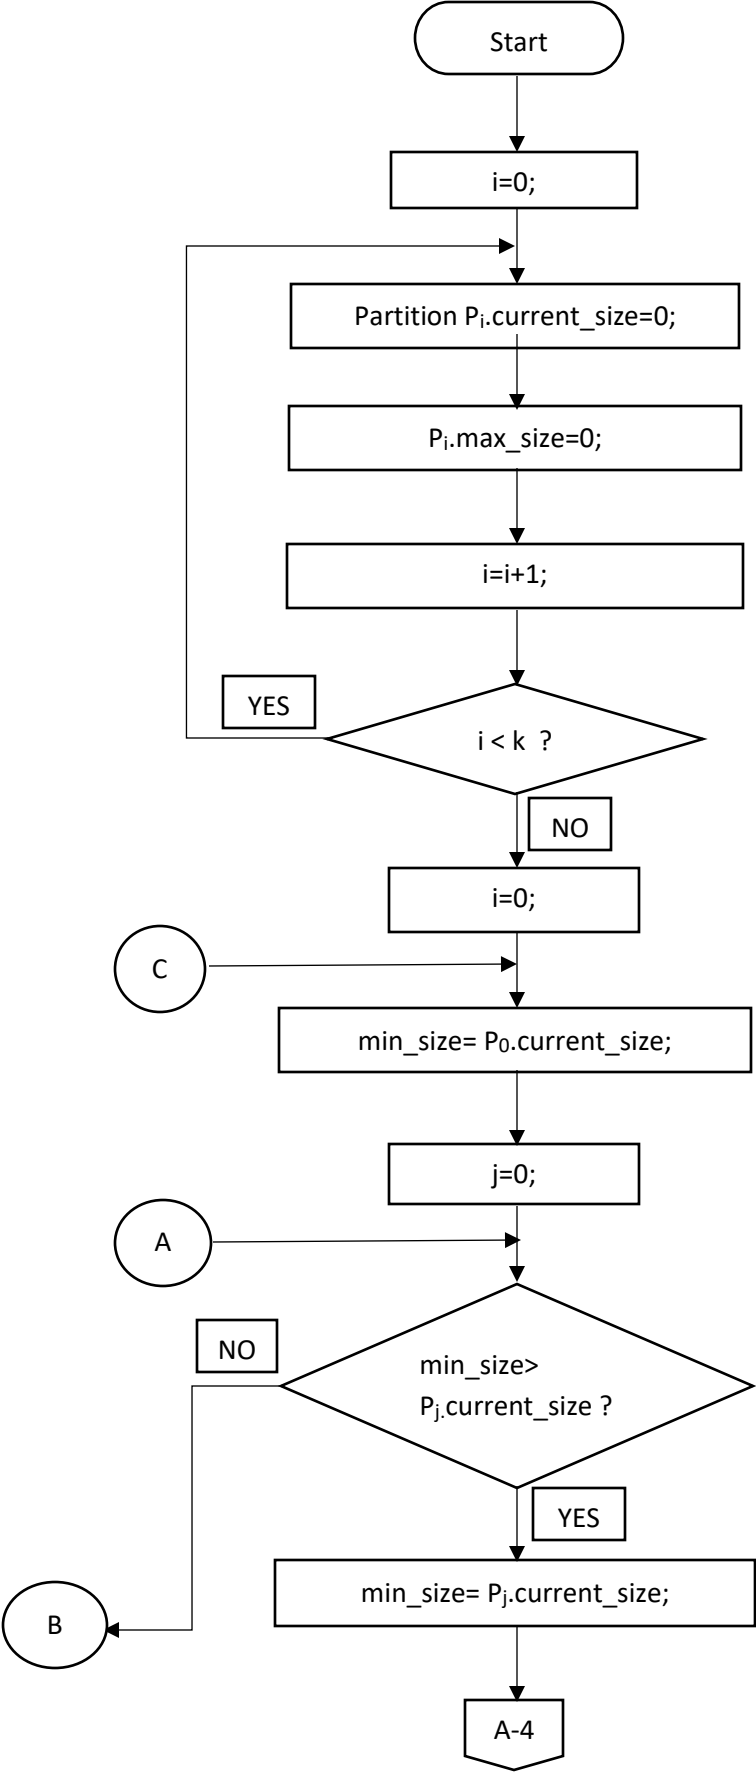 Start
i=0;
Partition Pᵢ.current_size=0;
Pᵢ.max_size=0;
i=i+1;
YES
i < k ?
NO
i=0;
C
min_size= P₀.current_size;
j=0;
A
NO
min_size>
Pⱼ.current_size ?
YES
min_size= Pⱼ.current_size;
B
A-4